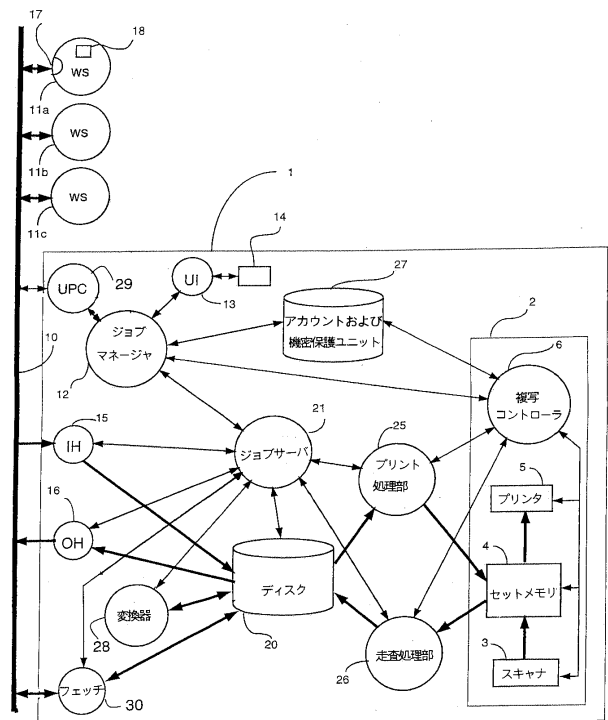 17
18
WS
11a
WS
11b
WS
11c
1
14
27
2
UPC
29
UI
13
アカウントおよび
機密保護ユニット
6
ジョブ
マネージャ
10
12
複写
コントローラ
15
IH
21
ジョブサーバ
25
プリント
処理部
5
プリンタ
16
OH
4
セットメモリ
ディスク
変換器
28
20
走査処理部
26
3
スキャナ
フェッチ
30